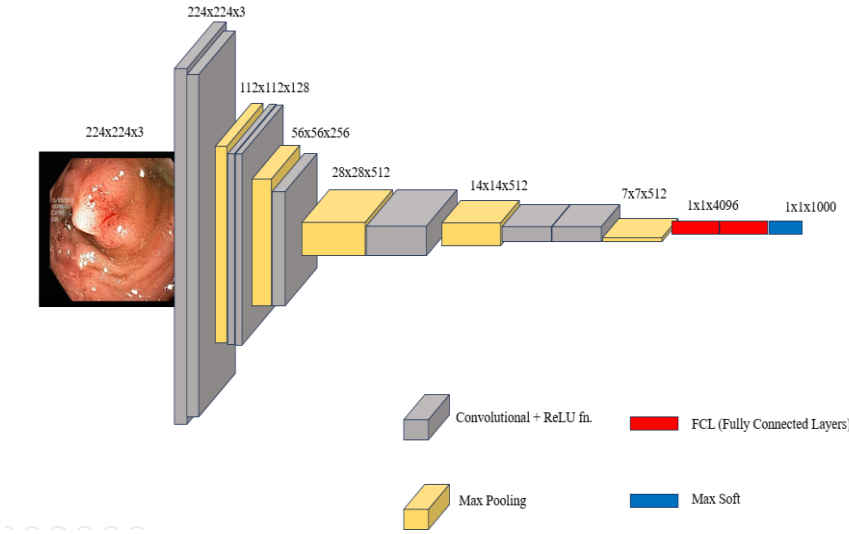 224x224x3
112x112x128
224x224x3
56x56x256
28x28x512
14x14x512
7x7x512
1x1x4096
1x1x1000
Convolutional + ReLU fn.
FCL (Fully Connected Layers)
Max Pooling
Max Soft